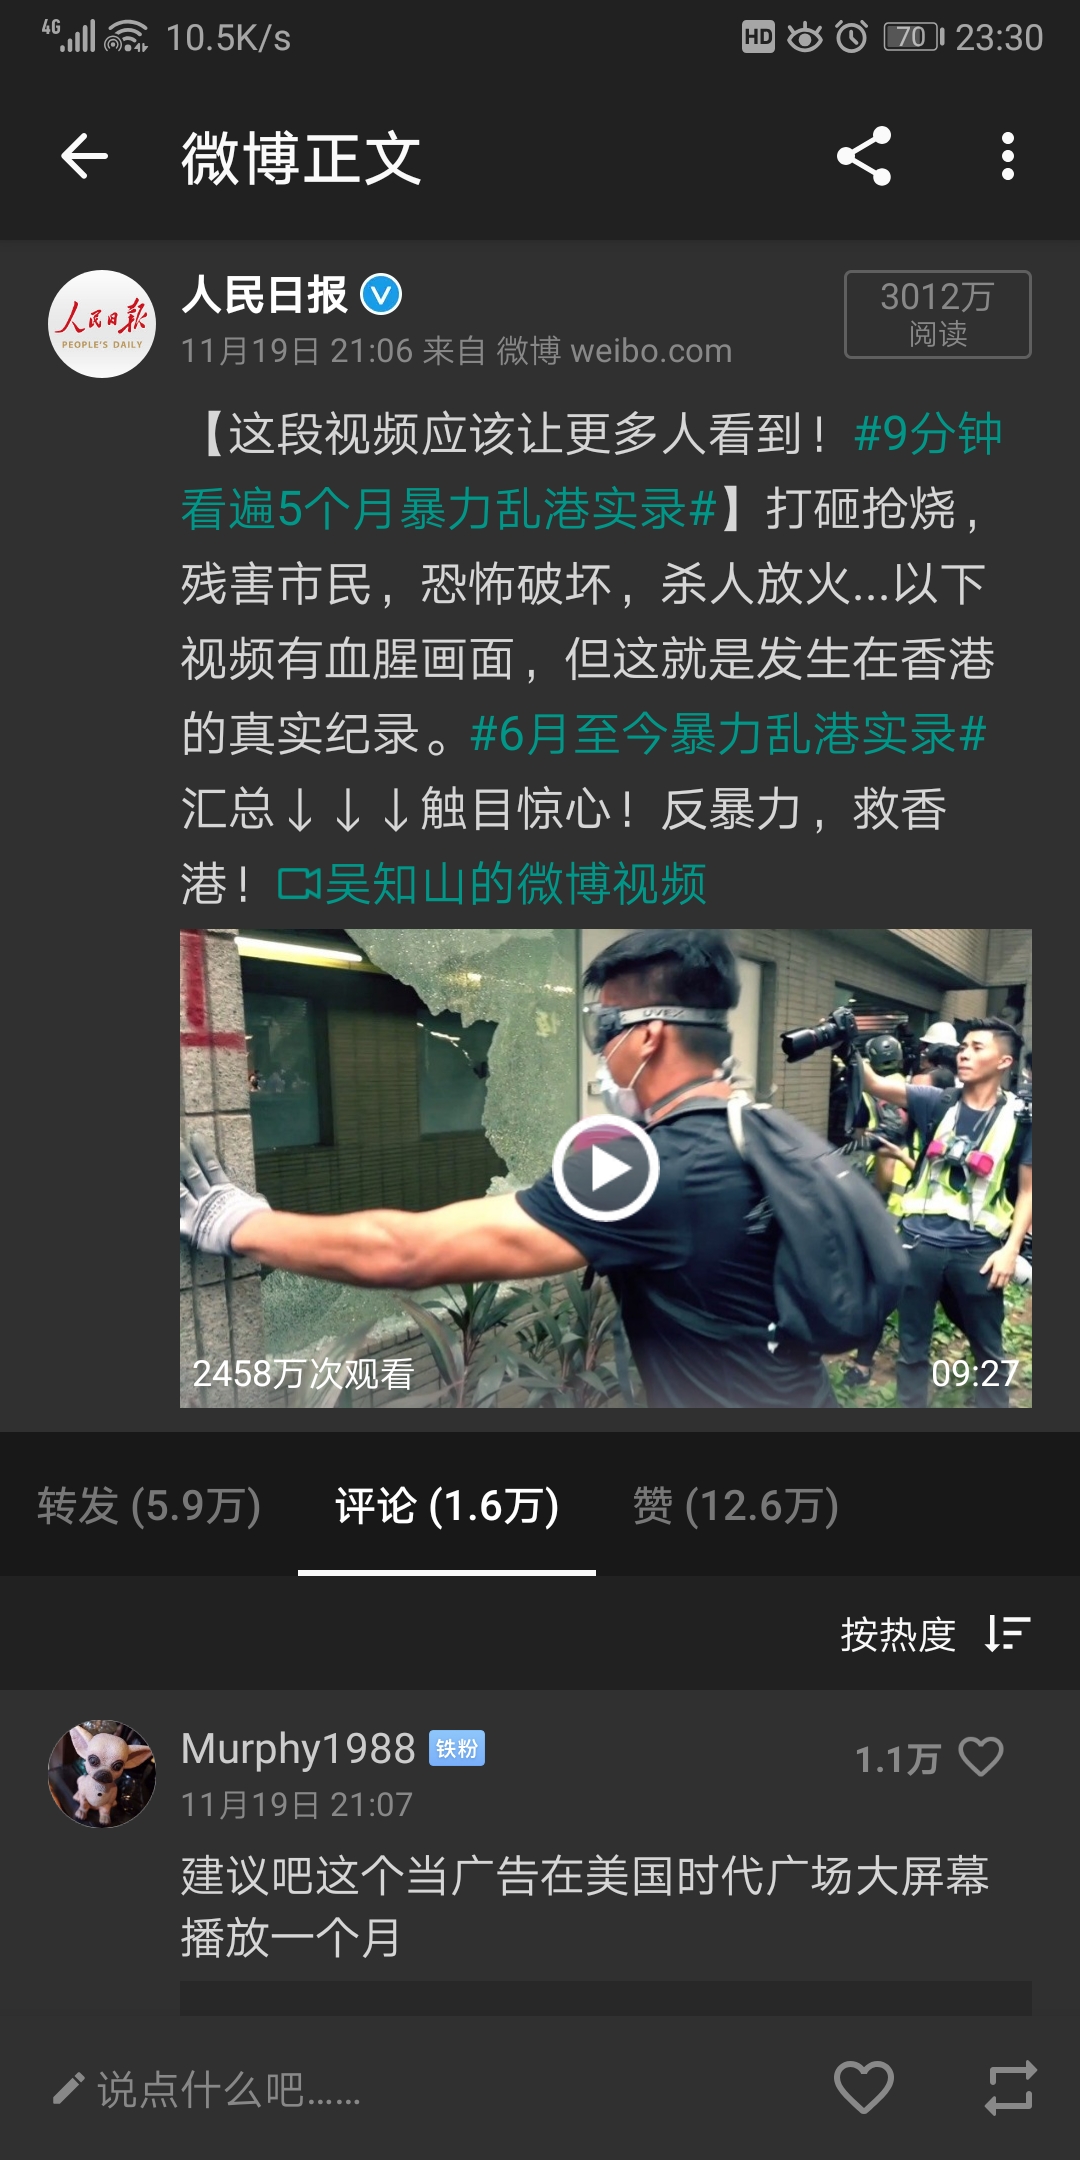 4G 10.5K/s HD 70 23:30
微博正文
人民日报
人民日报
PEOPLE'S DAILY
11月19日 21:06 来自 微博 weibo.com
3012万
阅读
【这段视频应该让更多人看到！#9分钟
看遍5个月暴力乱港实录#】打砸抢烧，
残害市民，恐怖破坏，杀人放火...以下
视频有血腥画面，但这就是发生在香港
的真实纪录。#6月至今暴力乱港实录#
汇总↓↓↓触目惊心！反暴力，救香
港！吴知山的微博视频
uvex
2458万次观看 09:27
转发 (5.9万) 评论 (1.6万) 赞 (12.6万)
按热度
Murphy1988 铁粉
1.1万
11月19日 21:07
建议吧这个当广告在美国时代广场大屏幕
播放一个月
说点什么吧……